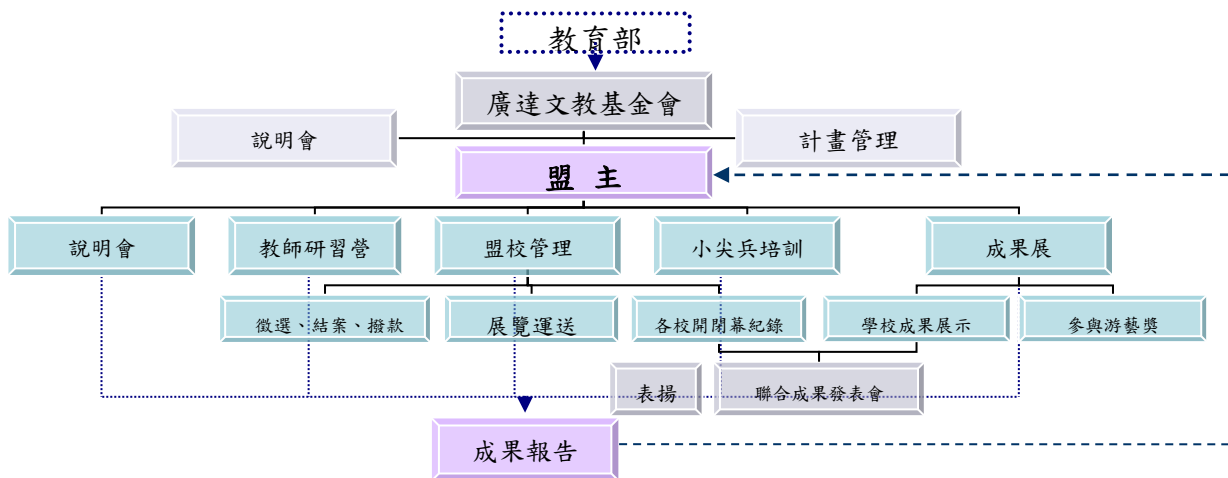 教育部
廣達文教基金會
說明會
計畫管理
盟 主
說明會
教師研習營
盟校管理
小尖兵培訓
成果展
徵選、結案、撥款
展覽運送
各校開閉幕紀錄
學校成果展示
參與游藝獎
表揚
聯合成果發表會
成果報告